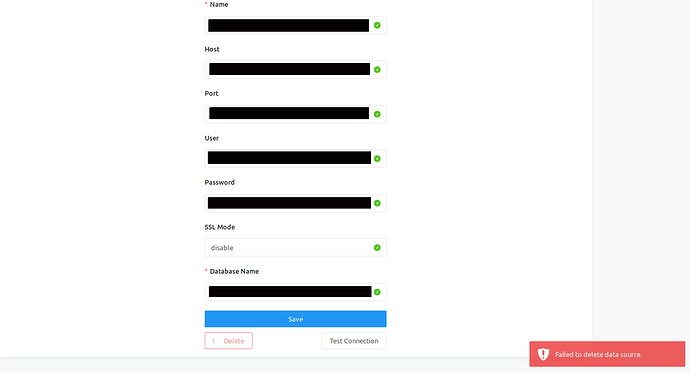 * Name
Host
Port
User
Password
SSL Mode
disable
* Database Name
Save
Delete
Test Connection
Failed to delete data source.